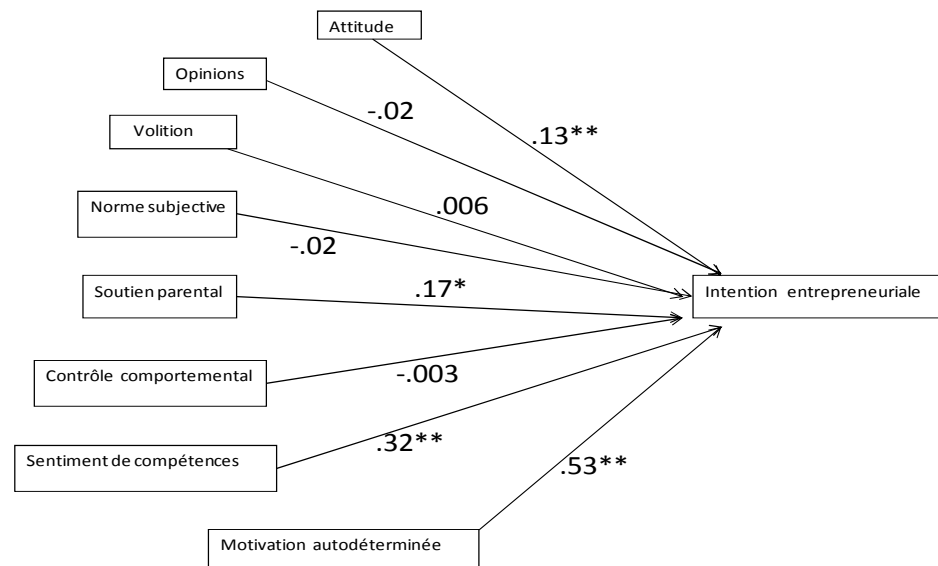 Attitude
Opinions
-.02
.13**
Volition
.006
Norme subjective
-.02
Soutien parental
.17*
Intention entrepreneuriale
Contrôle comportemental
-.003
Sentiment de compétences
.32**
.53**
Motivation autodéterminée